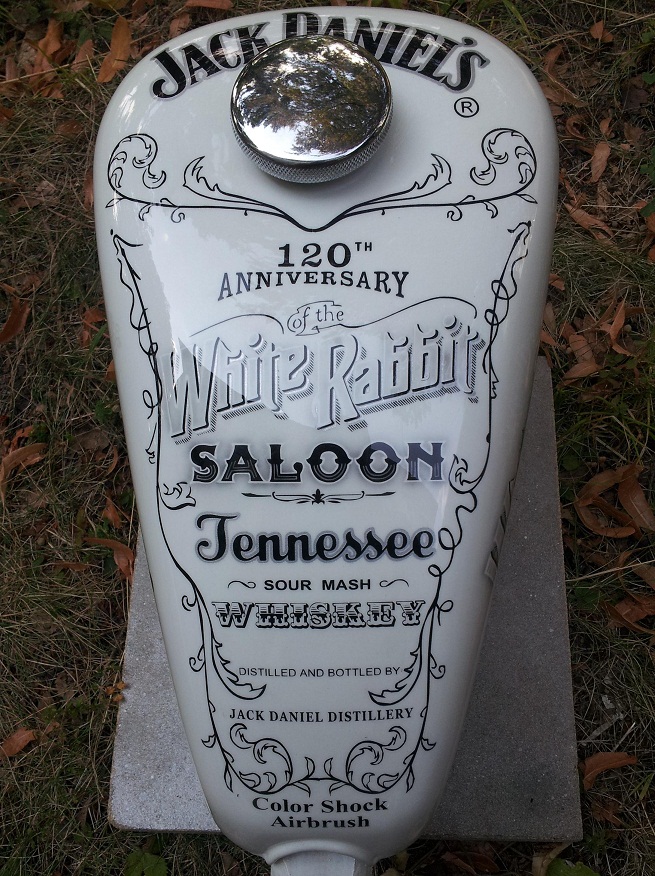 JACK DANIEL'S
®
120TH
ANNIVERSARY
of the
White Rabbit
SALOON
Tennessee
SOUR MASH
WHISKEY
DISTILLED AND BOTTLED BY
JACK DANIEL DISTILLERY
Color Shock
Airbrush